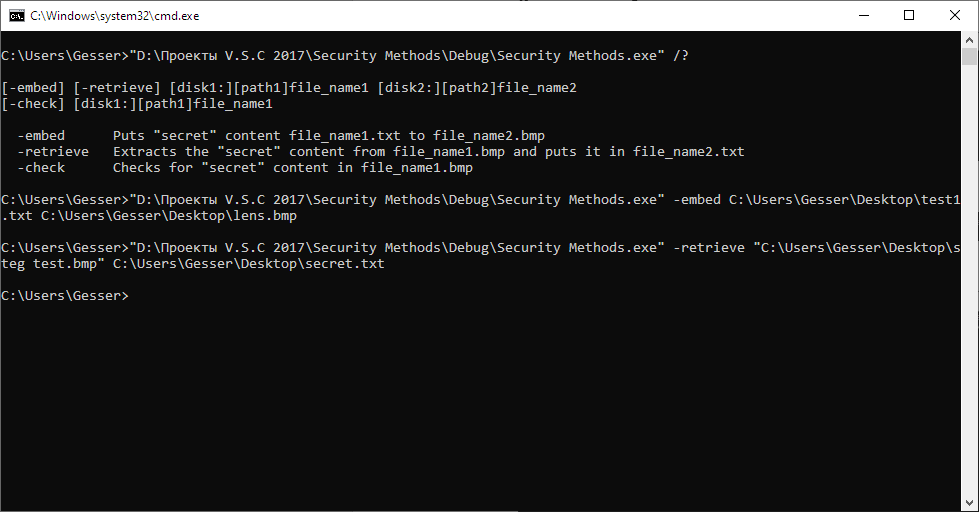 C:\Windows\system32\cmd.exe
C:\Users\Gesser>"D:\Проекты V.S.C 2017\Security Methods\Debug\Security Methods.exe" /?
[-embed] [-retrieve] [disk1:][path1]file_name1 [disk2:][path2]file_name2
[-check] [disk1:][path1]file_name1
-embed      Puts "secret" content file_name1.txt to file_name2.bmp
-retrieve   Extracts the "secret" content from file_name1.bmp and puts it in file_name2.txt
-check      Checks for "secret" content in file_name1.bmp
C:\Users\Gesser>"D:\Проекты V.S.C 2017\Security Methods\Debug\Security Methods.exe" -embed C:\Users\Gesser\Desktop\test1
.txt C:\Users\Gesser\Desktop\lens.bmp
C:\Users\Gesser>"D:\Проекты V.S.C 2017\Security Methods\Debug\Security Methods.exe" -retrieve "C:\Users\Gesser\Desktop\s
teg test.bmp" C:\Users\Gesser\Desktop\secret.txt
C:\Users\Gesser>